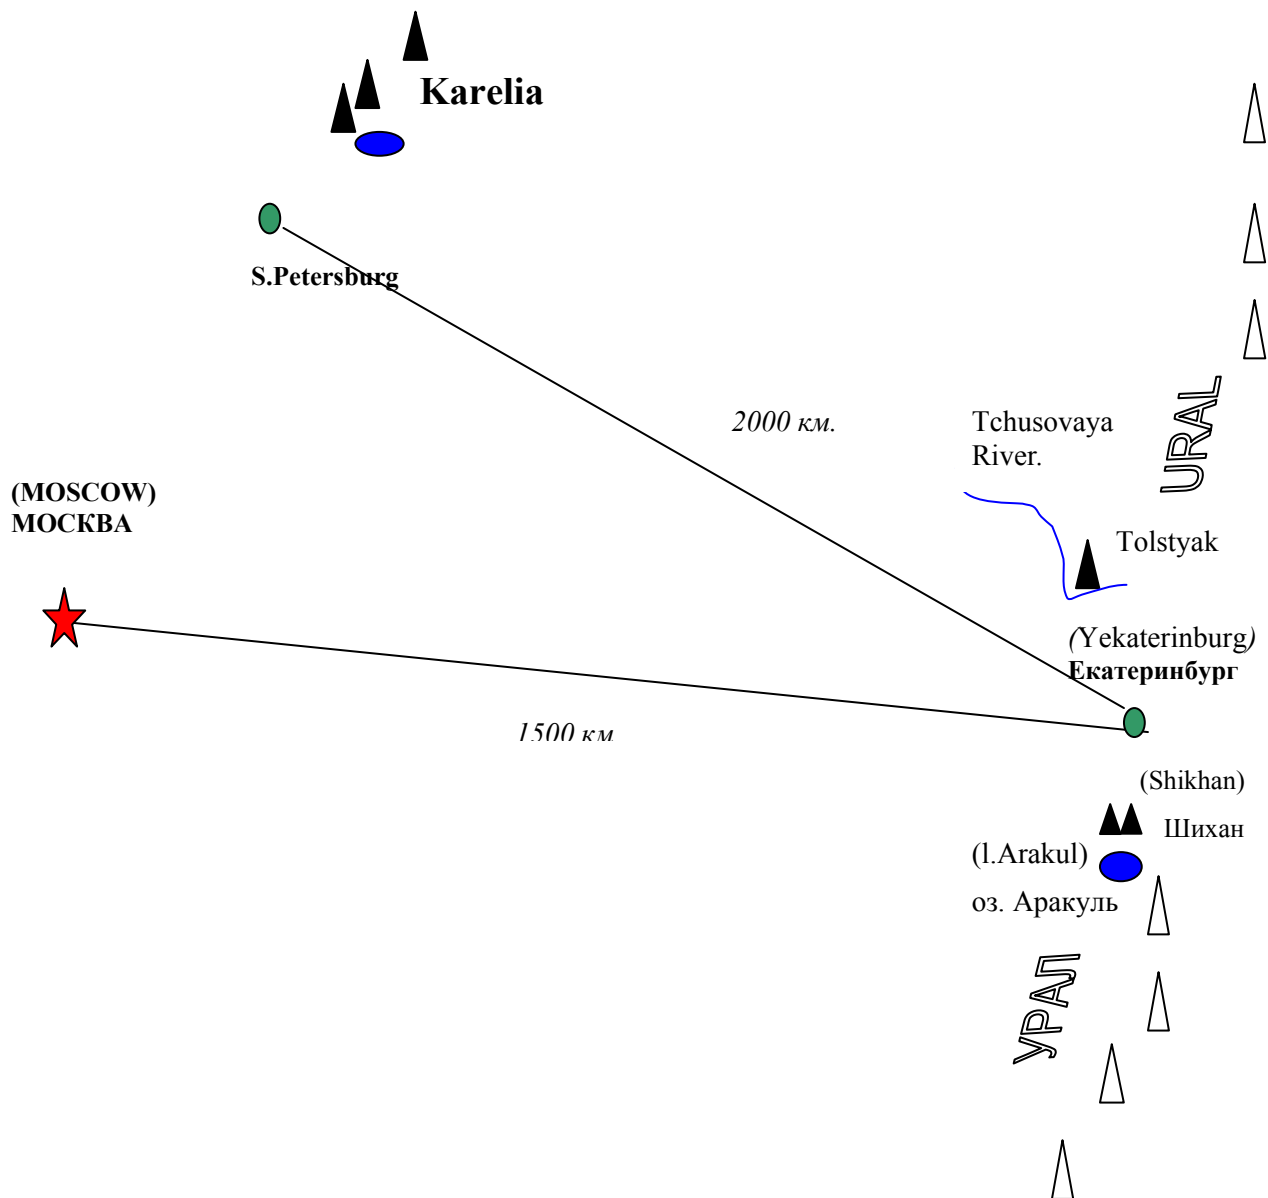 Karelia
S.Petersburg
2000 км.
Tchusovaya
River.
URAL
(MOSCOW)
МОСКВА
Tolstyak
(Yekaterinburg)
Екатеринбург
1500 км
(Shikhan)
Шихан
(l.Arakul)
оз. Аракуль
УРАЛ